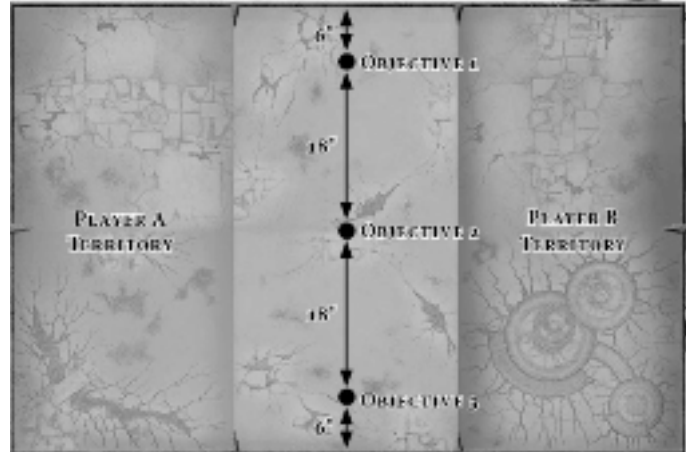 6"
Objective 1
18"
Player A
Territory
Objective 2
Player B
Territory
18"
Objective 3
6"